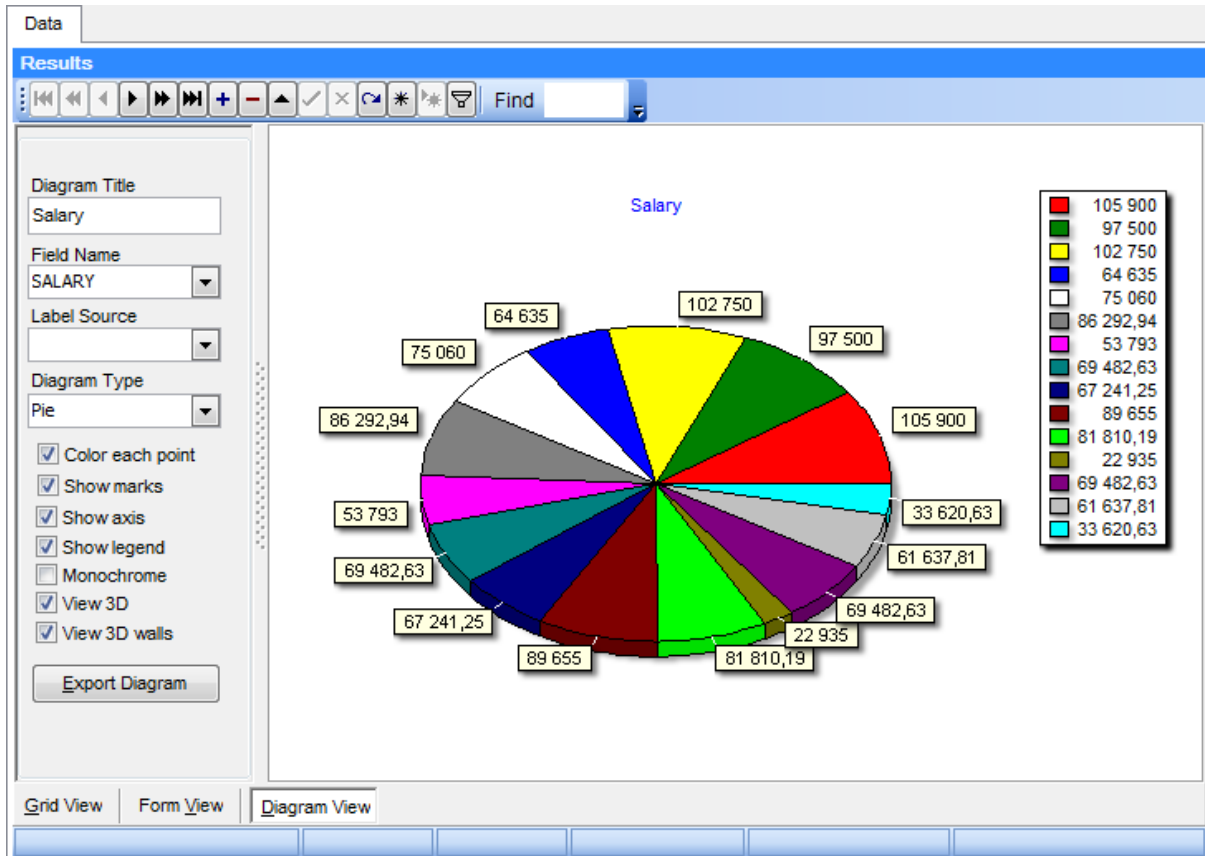 Data
Results
Find
Diagram Title
Salary
Field Name
SALARY
Label Source
Diagram Type
Pie
Color each point
Show marks
Show axis
Show legend
Monochrome
View 3D
View 3D walls
Export Diagram
Salary
102 750
64 635
97 500
75 060
86 292,94
105 900
53 793
33 620,63
61 637,81
69 482,63
69 482,63
67 241,25
22 935
89 655
81 810,19
105 900
97 500
102 750
64 635
75 060
86 292,94
53 793
69 482,63
67 241,25
89 655
81 810,19
22 935
69 482,63
61 637,81
33 620,63
Grid View
Form View
Diagram View